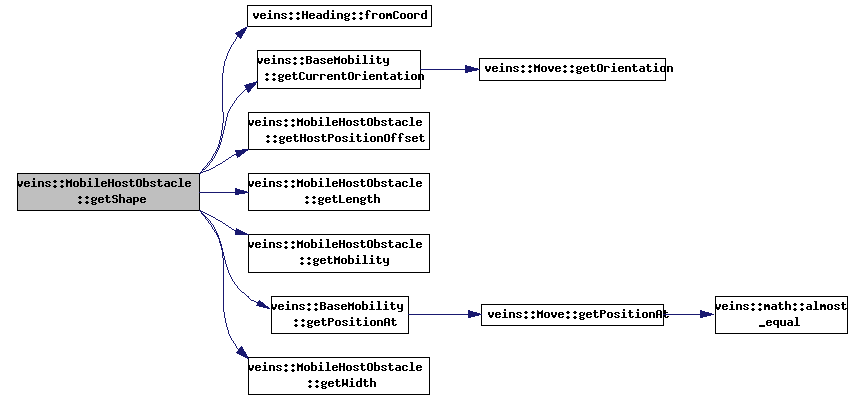 veins::Heading::fromCoord
veins::BaseMobility
::getCurrentOrientation
veins::Move::getOrientation
veins::MobileHostObstacle
::getHostPositionOffset
veins::MobileHostObstacle
::getShape
veins::MobileHostObstacle
::getLength
veins::MobileHostObstacle
::getMobility
veins::BaseMobility
::getPositionAt
veins::Move::getPositionAt
veins::math::almost
_equal
veins::MobileHostObstacle
::getWidth